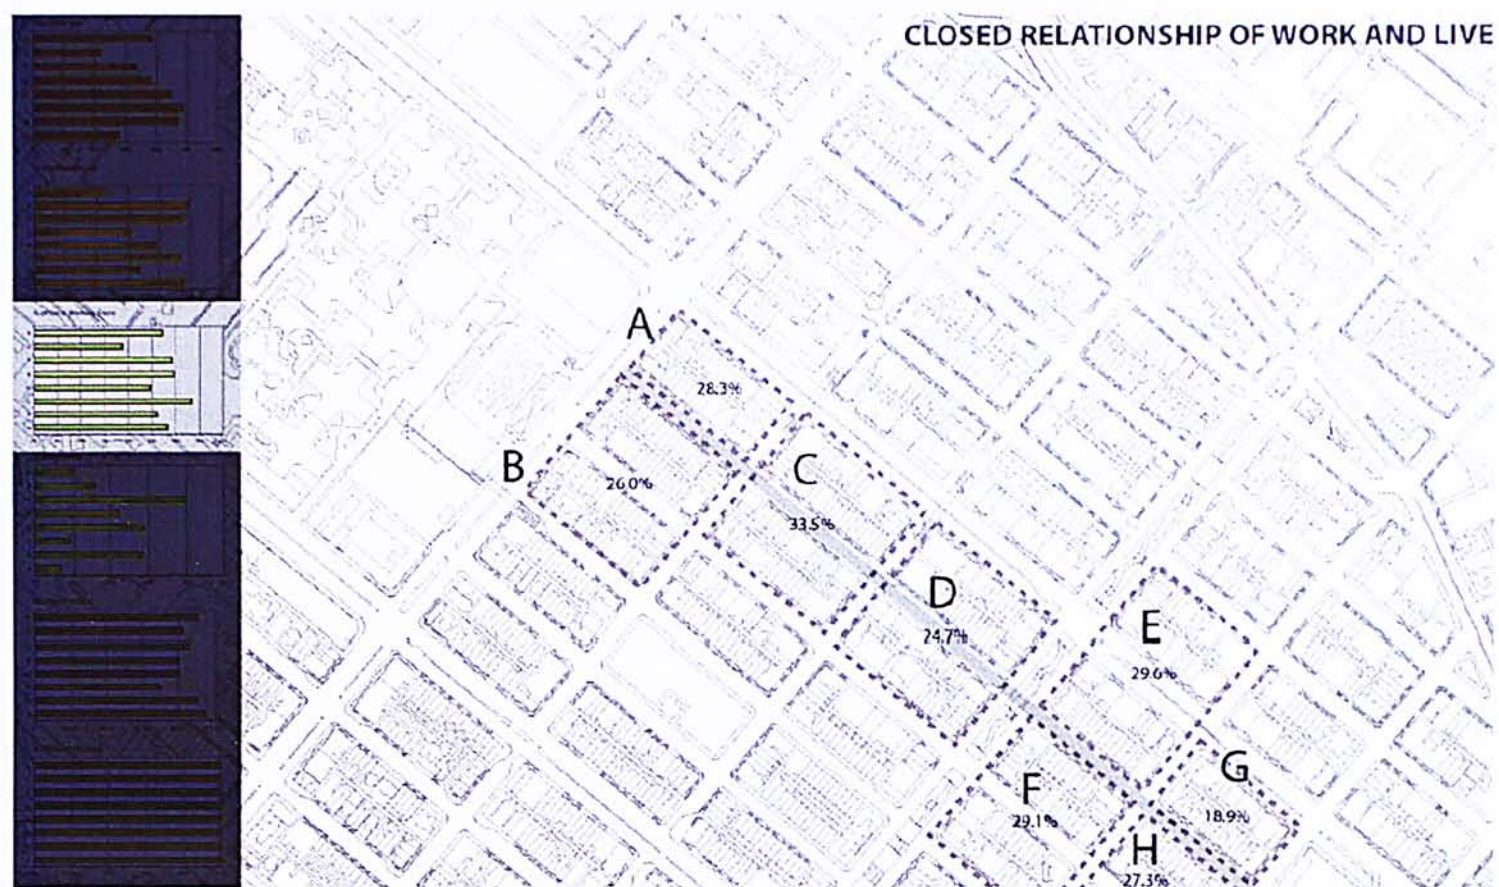 CLOSED RELATIONSHIP OF WORK AND LIVE
A
28.3%
B
26.0%
C
33.5%
D
24.7%
E
29.6%
F
29.1%
G
18.9%
H
27.3%